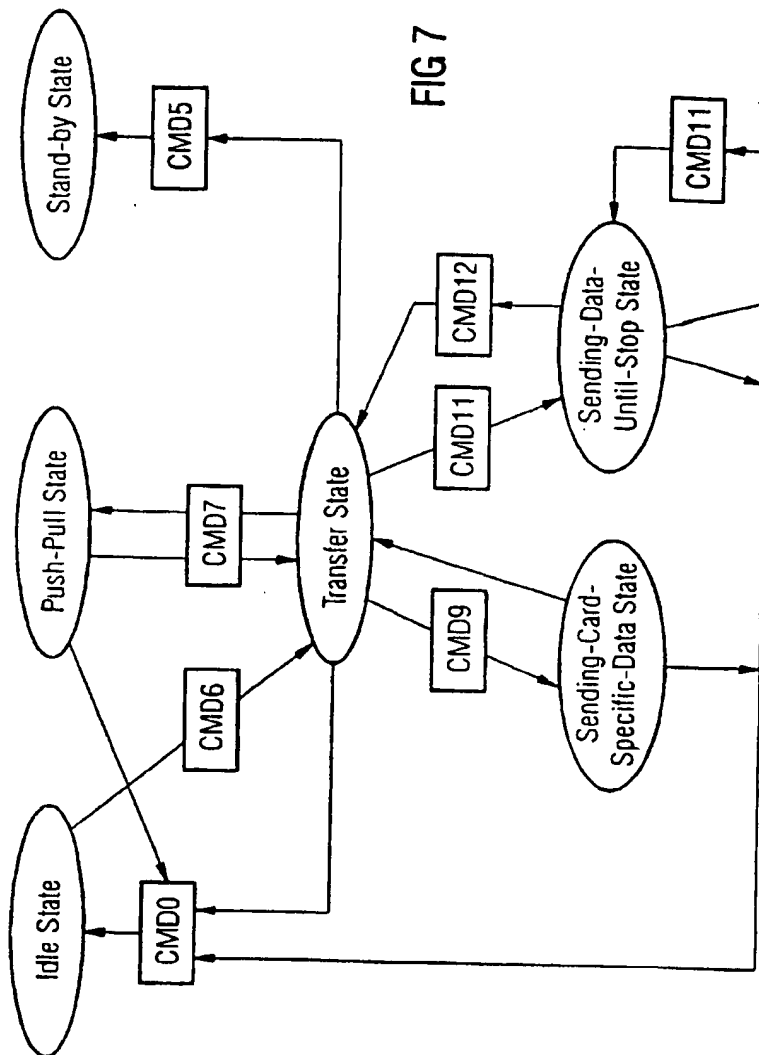 Idle State
Push-Pull State
Stand-by State
CMD0
CMD6
CMD7
CMD5
Transfer State
FIG 7
CMD9
CMD11
CMD12
CMD11
Sending-Card-
Specific-Data State
Sending-Data-
Until-Stop State